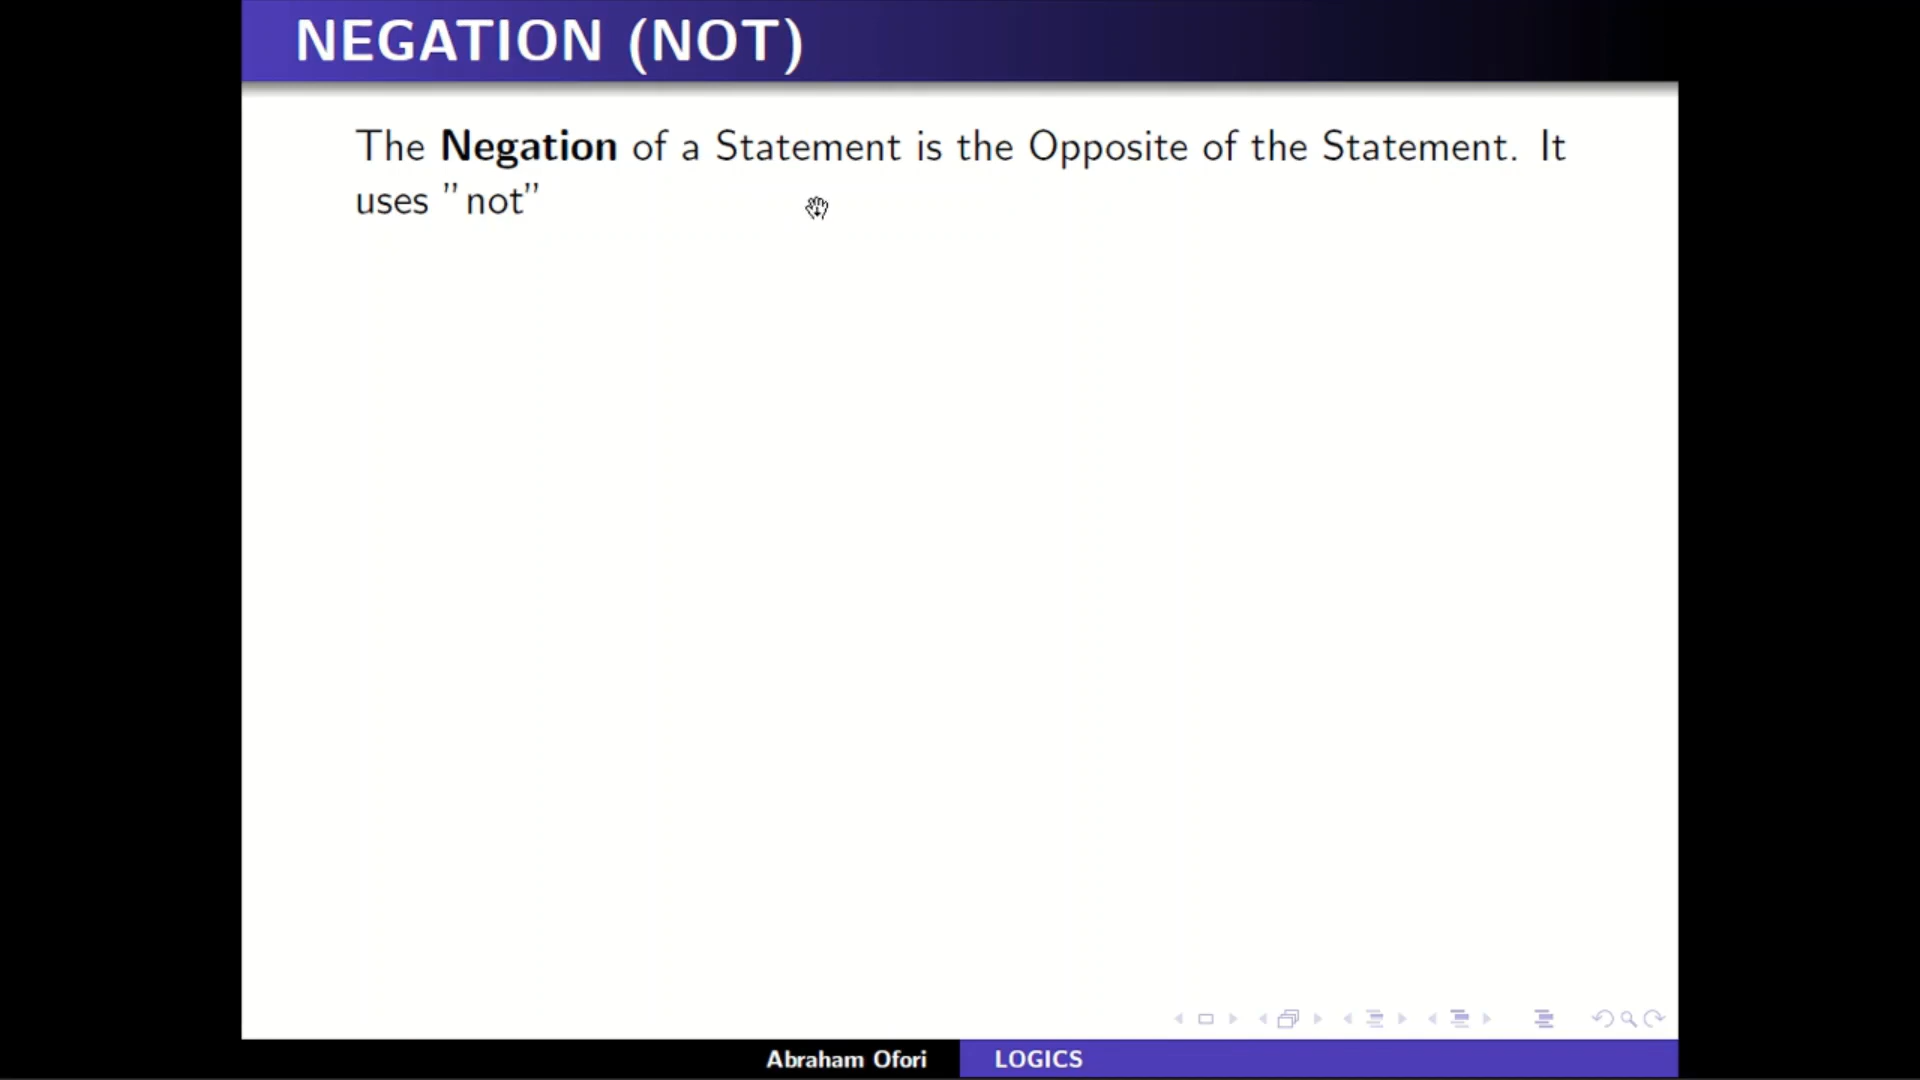 NEGATION (NOT)
The Negation of a Statement is the Opposite of the Statement. It
uses ”not”
Abraham Ofori
LOGICS